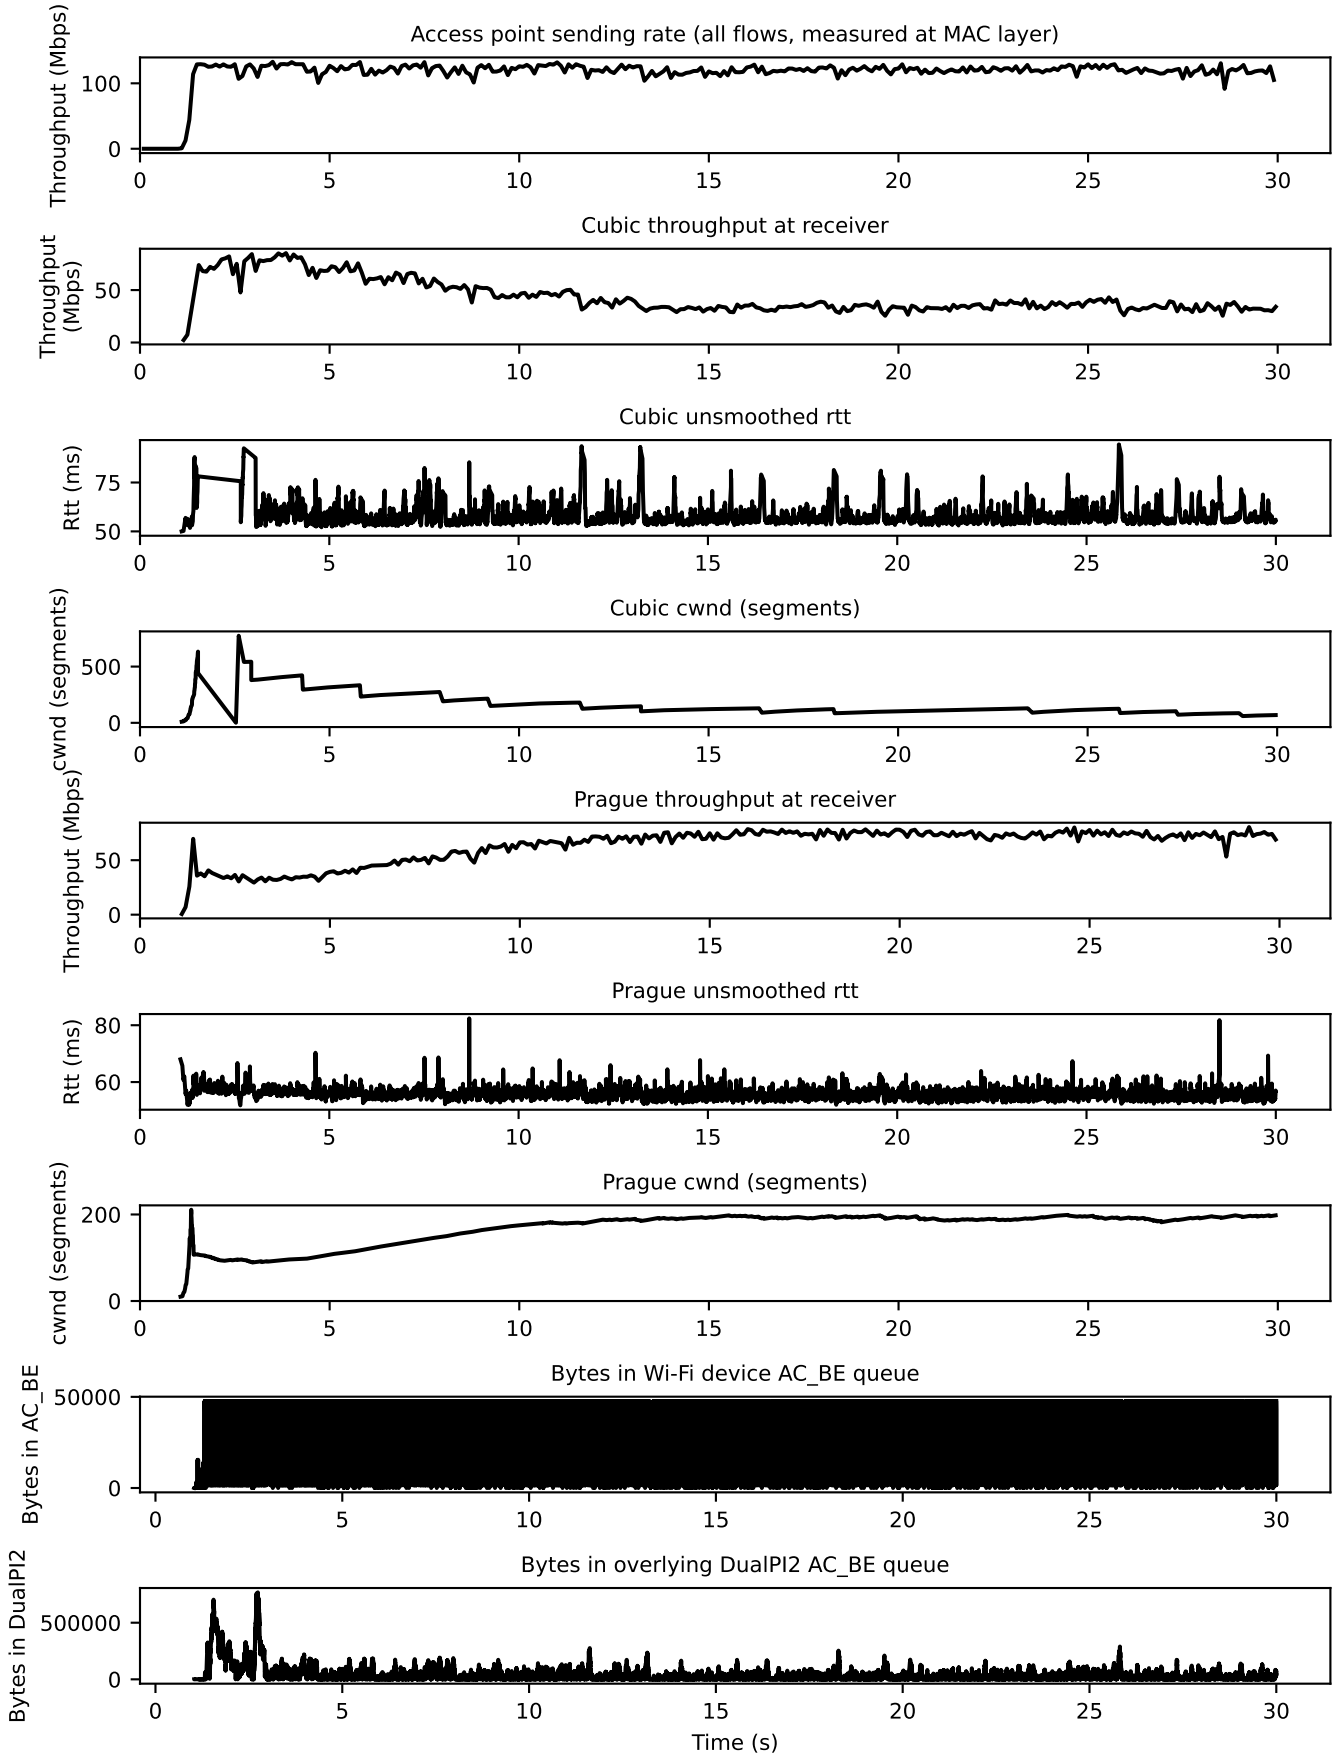 Access point sending rate (all flows, measured at MAC layer)
Throughput (Mbps)
100
0
0 5 10 15 20 25 30
Cubic throughput at receiver
Throughput
(Mbps)
50
0
0 5 10 15 20 25 30
Cubic unsmoothed rtt
Rtt (ms)
75
50
0 5 10 15 20 25 30
Cubic cwnd (segments)
cwnd (segments)
500
0
0 5 10 15 20 25 30
Prague throughput at receiver
Throughput (Mbps)
50
0
0 5 10 15 20 25 30
Prague unsmoothed rtt
Rtt (ms)
80
60
0 5 10 15 20 25 30
Prague cwnd (segments)
cwnd (segments)
200
0
0 5 10 15 20 25 30
Bytes in Wi-Fi device AC_BE queue
Bytes in AC_BE
50000
0
0 5 10 15 20 25 30
Bytes in overlying DualPI2 AC_BE queue
Bytes in DualPI2
500000
0
0 5 10 15 20 25 30
Time (s)